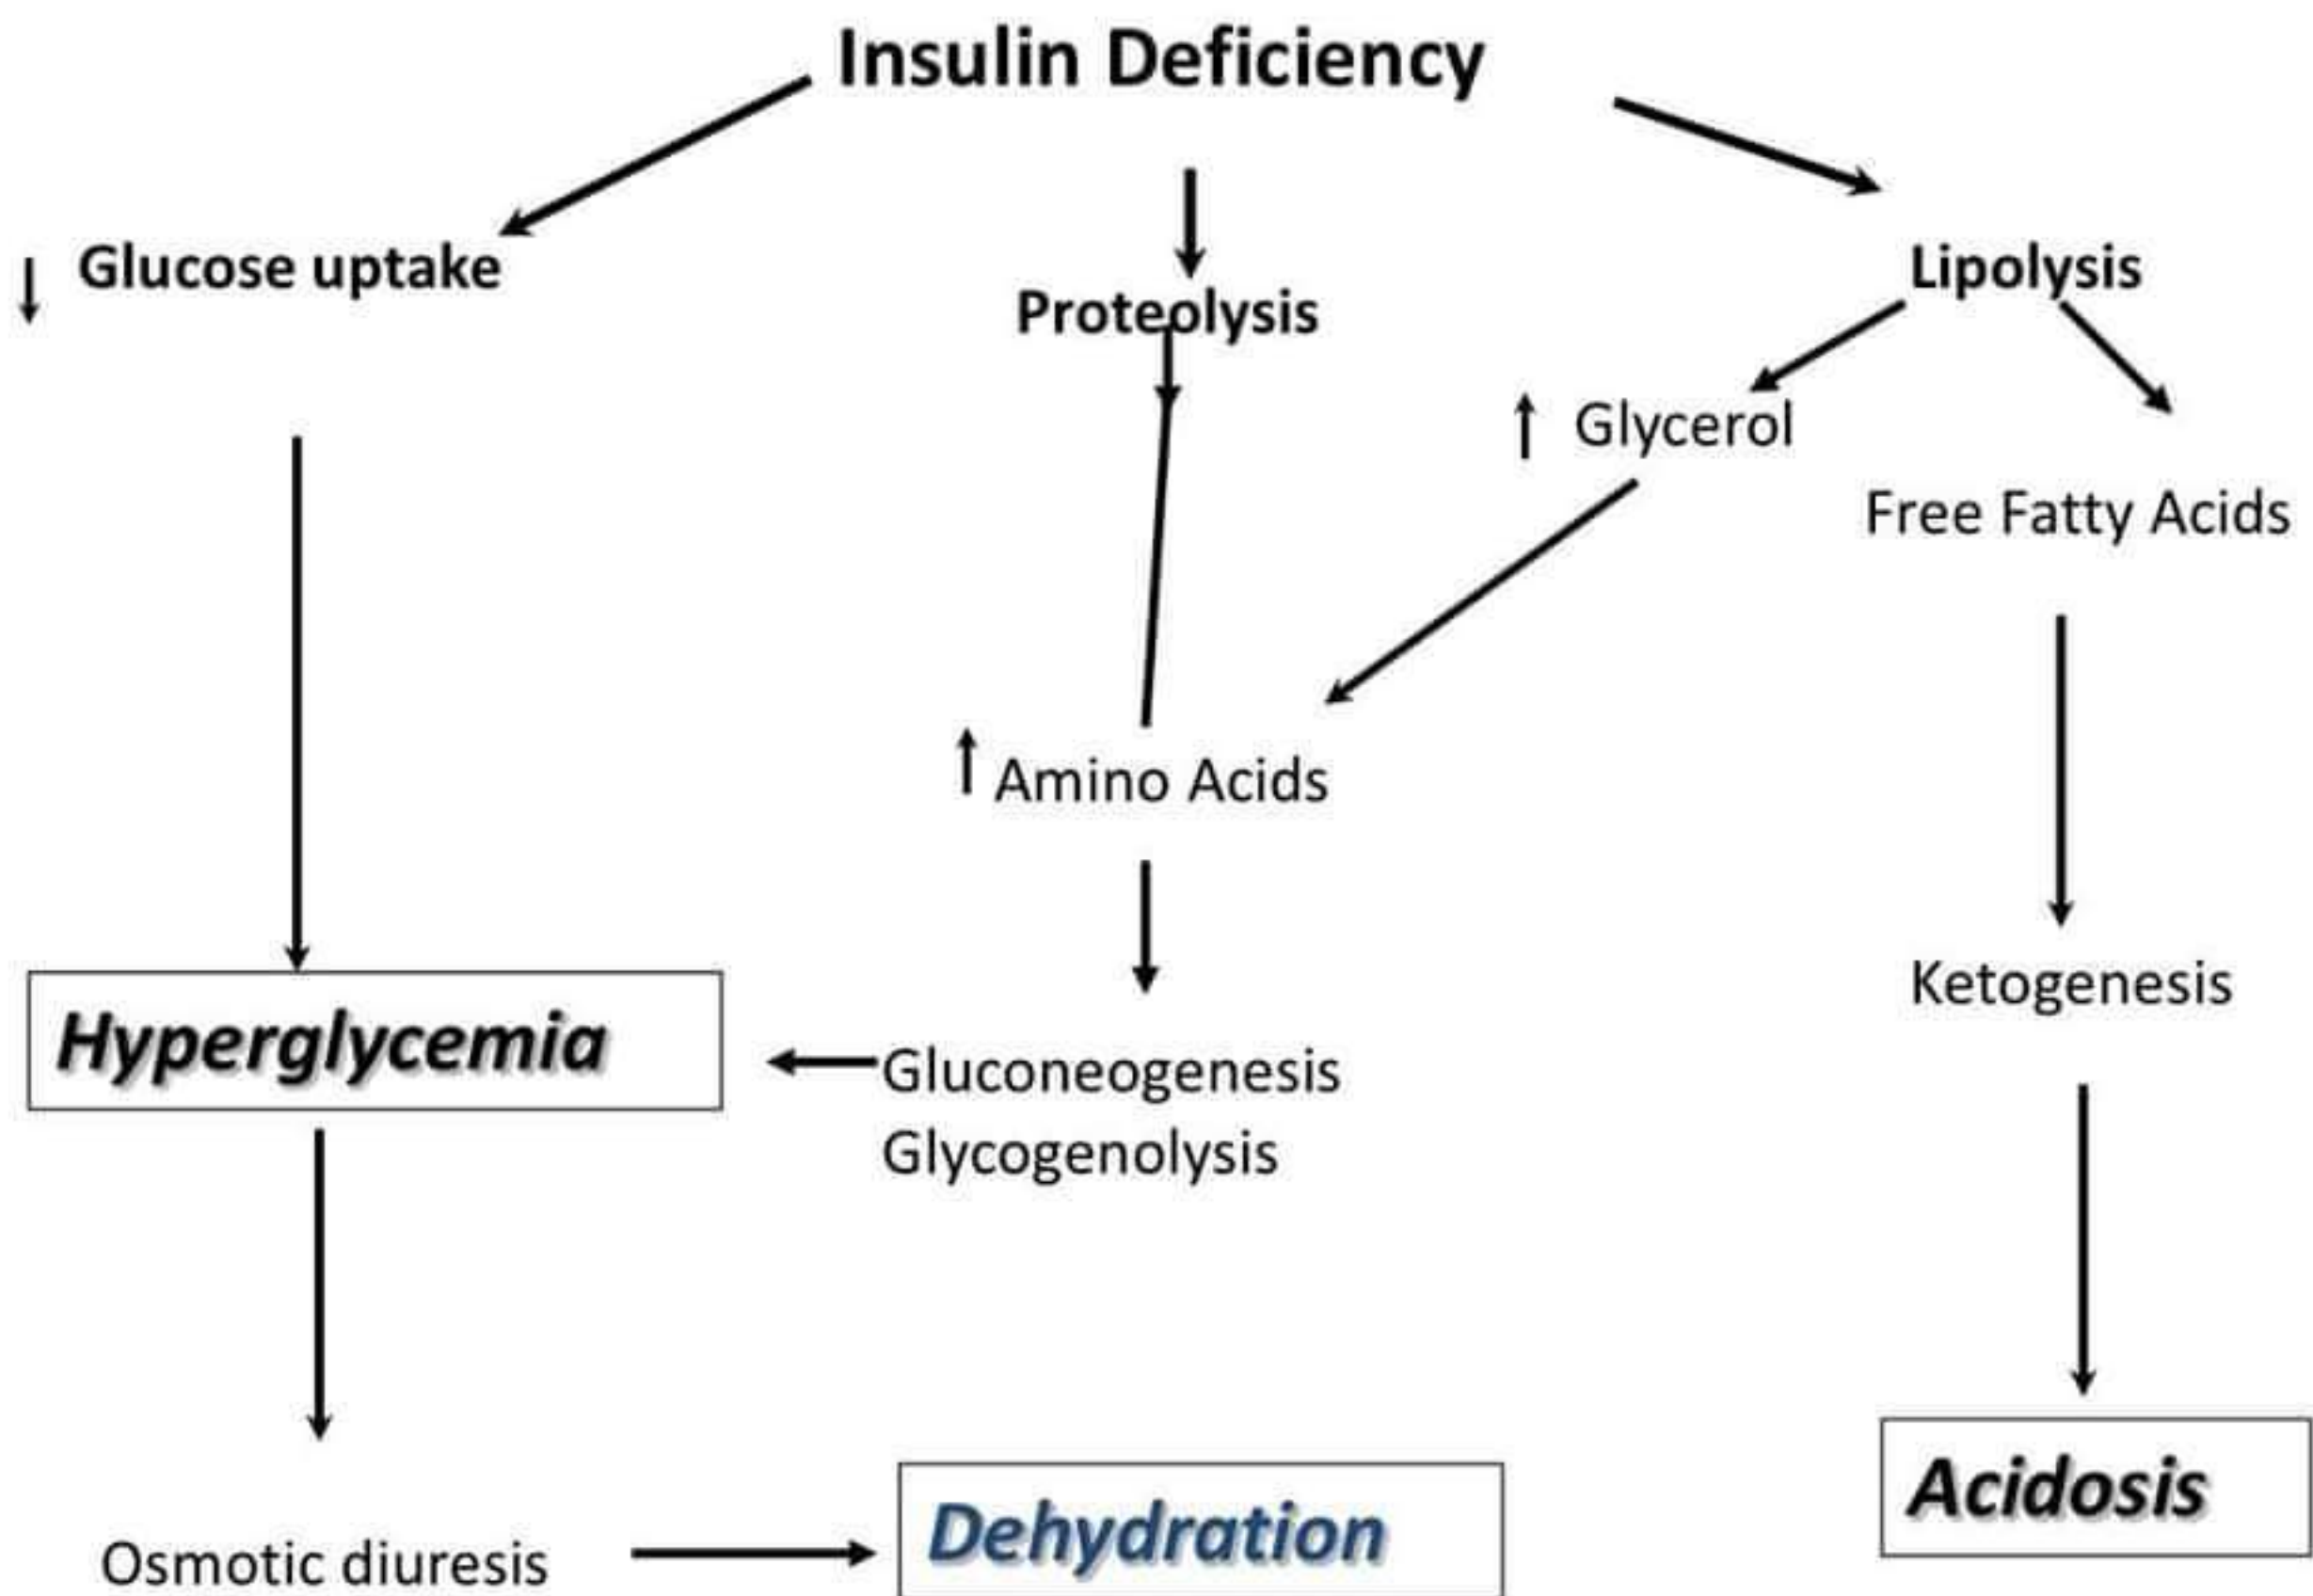 Insulin Deficiency
Glucose uptake
Proteolysis
Lipolysis
Glycerol
Free Fatty Acids
Amino Acids
Ketogenesis
Hyperglycemia
Gluconeogenesis
Glycogenolysis
Acidosis
Osmotic diuresis
Dehydration